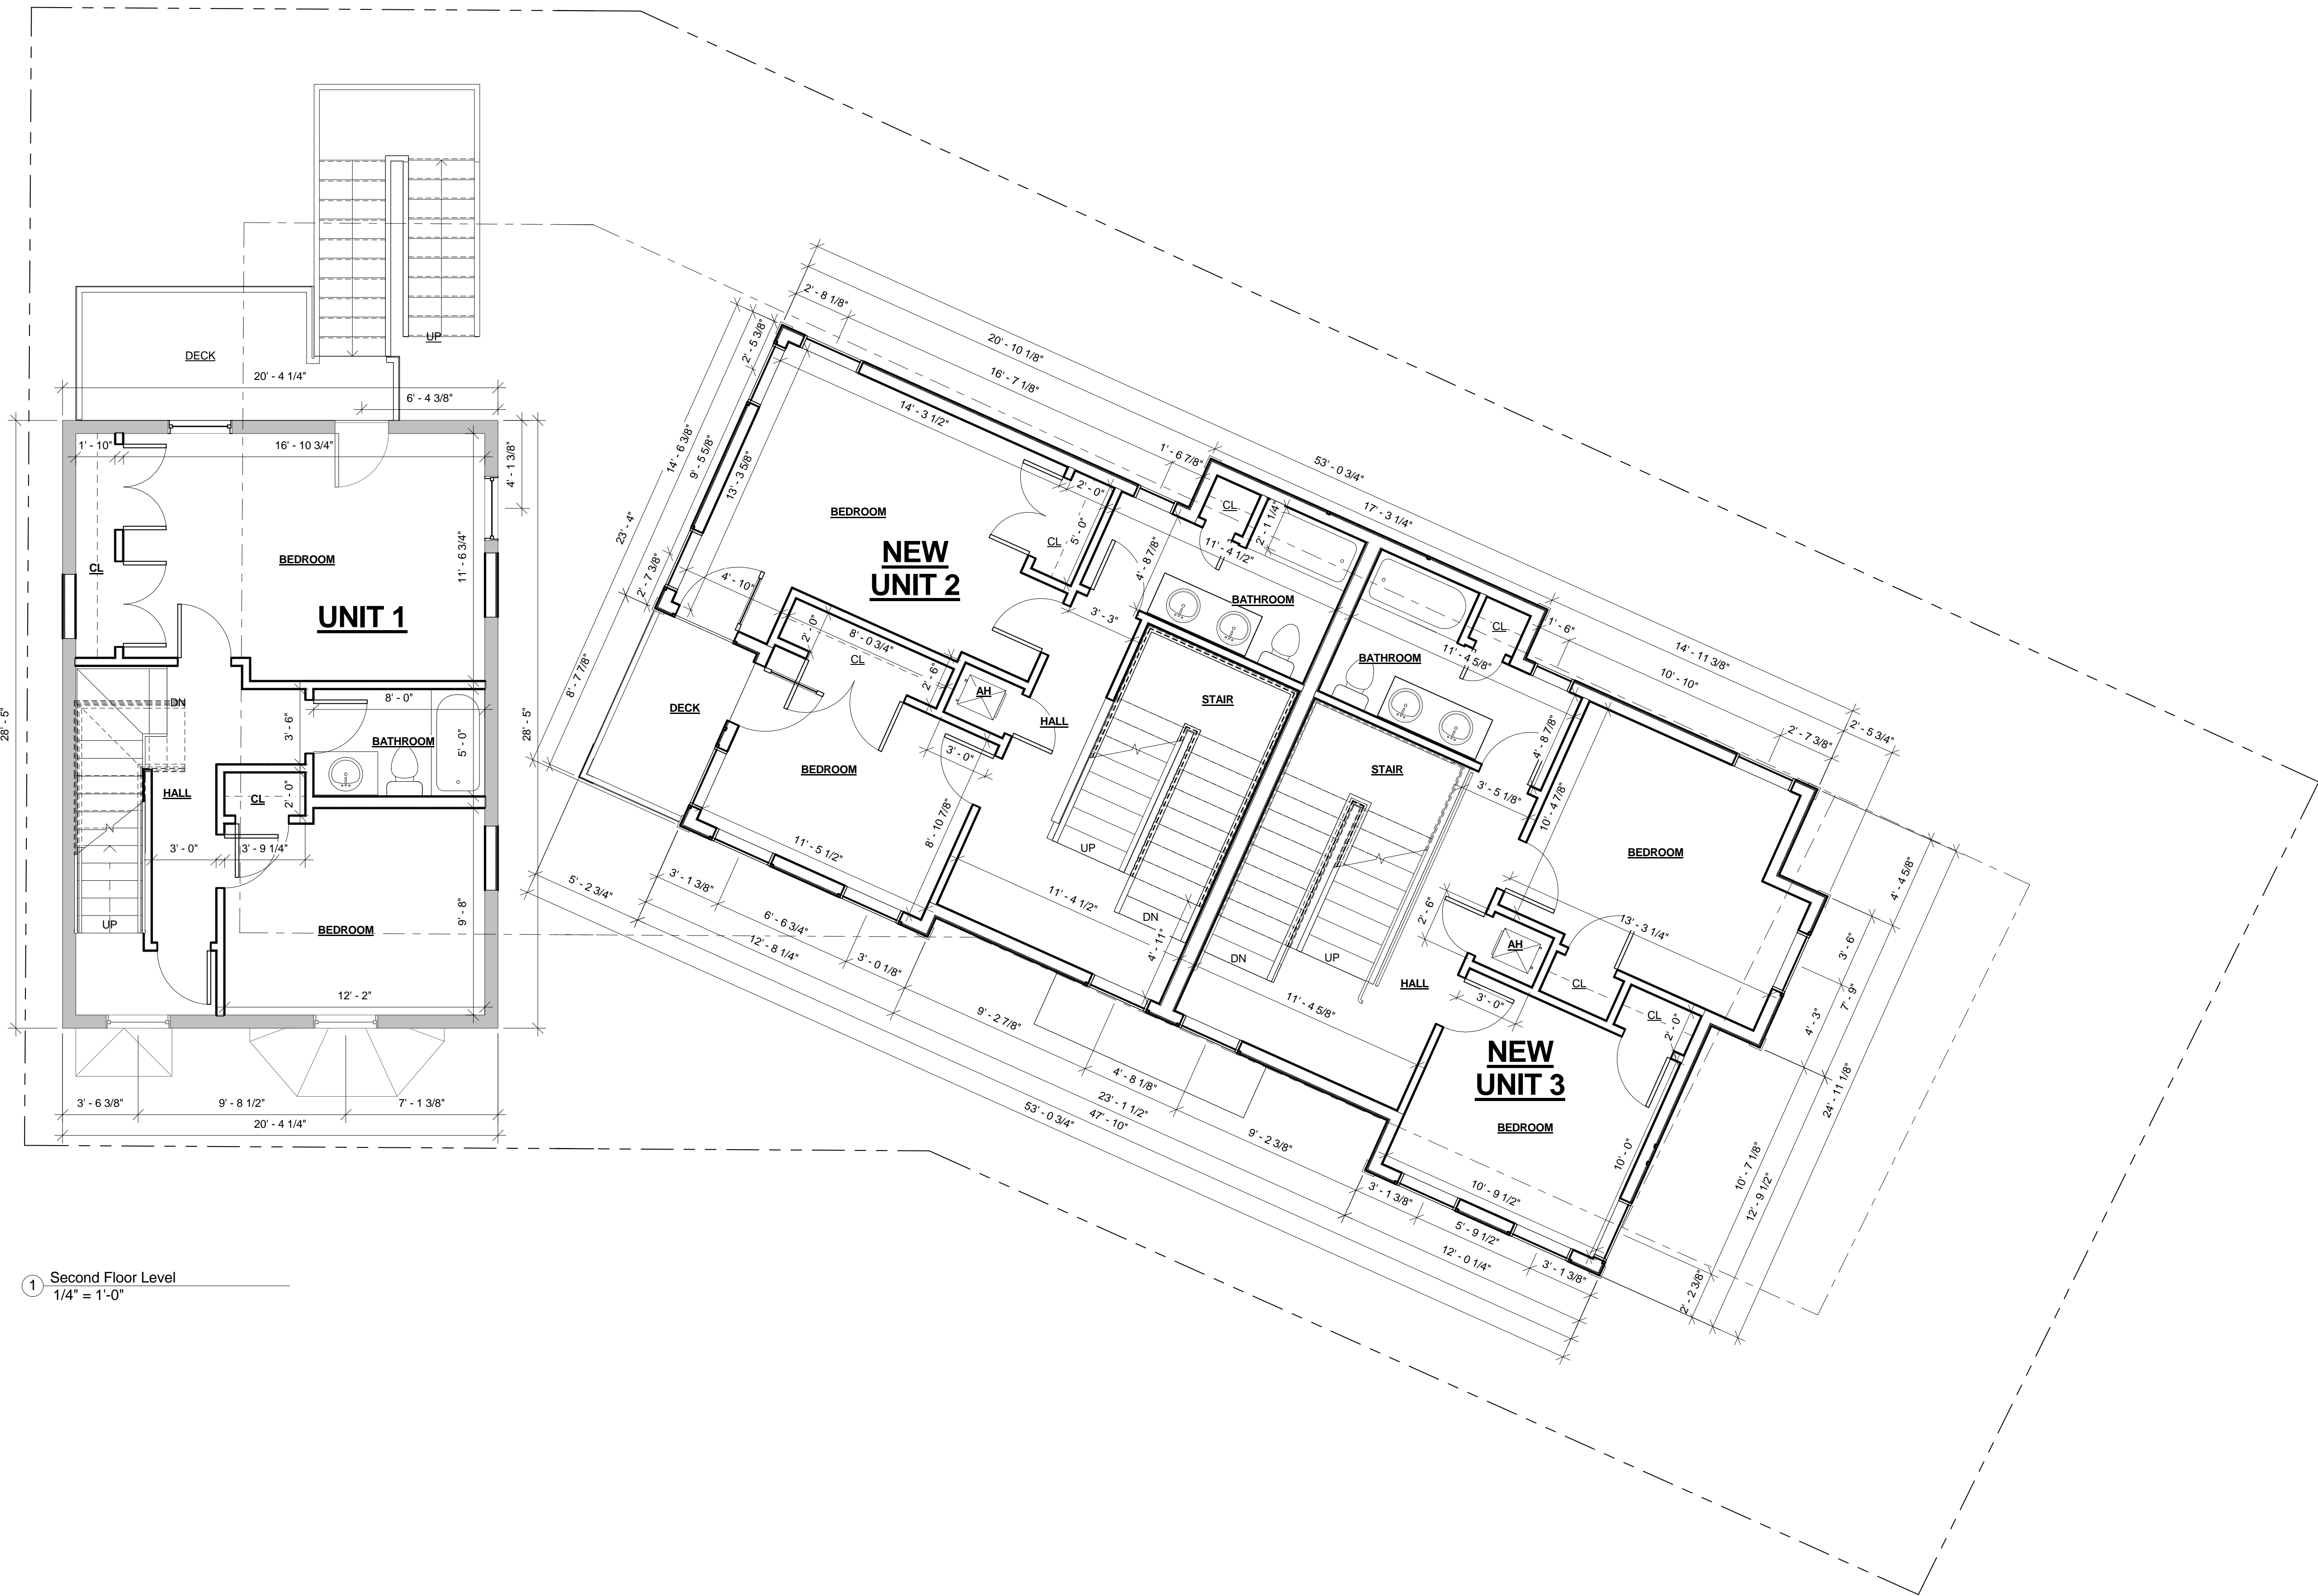 UP
DECK
20' - 4 1/4"
6' - 4 3/8"
1' - 10"
16' - 10 3/4"
4' - 1 3/8"
11' - 6 3/4"
BEDROOM
CL
UNIT 1
28' - 5"
28' - 5"
DN
8' - 0"
3' - 6"
BATHROOM
5' - 0"
HALL
CL
2' - 0"
3' - 0"
3' - 9 1/4"
UP
BEDROOM
9' - 8"
12' - 2"
3' - 6 3/8"
9' - 8 1/2"
7' - 1 3/8"
20' - 4 1/4"
2' - 8 1/8"
20' - 10 1/8"
16' - 7 1/8"
14' - 3 1/2"
2' - 5 3/8"
14' - 6 3/8"
9' - 5 5/8"
13' - 3 5/8"
23' - 4"
2' - 7 3/8"
8' - 7 7/8"
BEDROOM
NEW
UNIT 2
2' - 0"
5' - 0"
CL
1' - 6 7/8"
53' - 0 3/4"
17' - 3 1/4"
CL
2' - 1 1/4"
11' - 4 1/2"
4' - 8 7/8"
BATHROOM
3' - 3"
4' - 10"
2' - 0"
8' - 0 3/4"
CL
2' - 6"
AH
HALL
STAIR
DECK
BEDROOM
3' - 0"
8' - 10 7/8"
11' - 5 1/2"
UP
DN
11' - 4 1/2"
4' - 11"
5' - 2 3/4"
3' - 1 3/8"
6' - 6 3/4"
12' - 8 1/4"
3' - 0 1/8"
9' - 2 7/8"
4' - 8 1/8"
23' - 1 1/2"
47' - 10"
53' - 0 3/4"
9' - 2 3/8"
CL
1' - 6"
14' - 11 3/8"
10' - 10"
2' - 7 3/8"
2' - 5 3/4"
BATHROOM
11' - 4 5/8"
STAIR
4' - 8 7/8"
3' - 5 1/8"
10' - 4 7/8"
BEDROOM
13' - 3 1/4"
2' - 6"
AH
CL
DN
UP
HALL
3' - 0"
11' - 4 5/8"
CL
2' - 0"
NEW
UNIT 3
BEDROOM
10' - 0"
10' - 9 1/2"
3' - 1 3/8"
5' - 9 1/2"
12' - 0 1/4"
3' - 1 3/8"
4' - 4 5/8"
3' - 6"
7' - 9"
4' - 3"
24' - 11 1/8"
10' - 7 1/8"
12' - 9 1/2"
2' - 2 3/8"
1
Second Floor Level
1/4" = 1'-0"